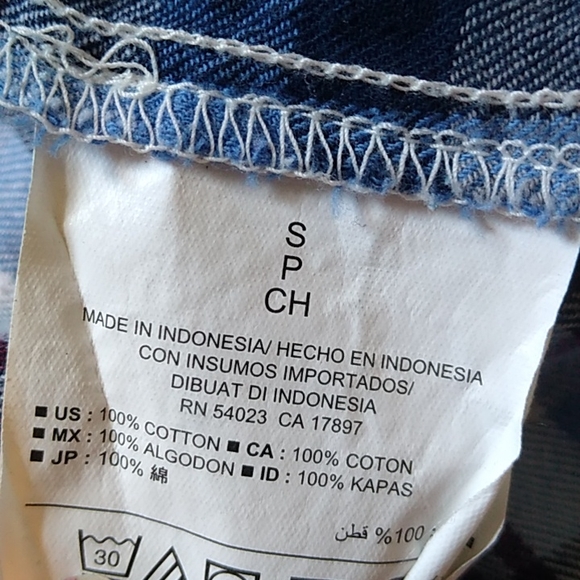 S
P
CH
MADE IN INDONESIA/ HECHO EN INDONESIA
CON INSUMOS IMPORTADOS/
DIBUAT DI INDONESIA
RN 54023 CA 17897
■ US : 100% COTTON ■ CA : 100% COTON
■ MX : 100% ALGODON ■ ID : 100% KAPAS
■ JP : 100% 綿
: 100% قطن
30